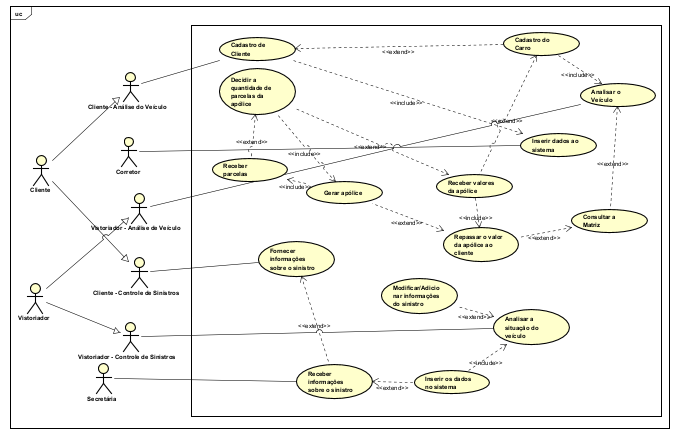 uc
Cadastro de
Cliente
Cadastro do
Carro
<<extend>>
<<include>>
Decidir a
quantidade de
parcelas da
apólice
Analisar o
Veículo
<<include>>
Cliente - Análise do Veículo
<<extend>>
<<extend>>
Inserir dados ao
sistema
<<extend>>
<<include>>
<<extend>>
Corretor
Receber
parcelas
Cliente
<<include>>
Gerar apólice
Receber valores
da apólice
Vistoriador - Análise de Veículo
<<extend>>
<<include>>
Consultar a
Matriz
<<extend>>
Repassar o valor
da apólice ao
cliente
Fornecer
informações
sobre o sinistro
Cliente - Controle de Sinistros
Modificar/Adicio
nar informações
do sinistro
Vistoriador
<<extend>>
Analisar a
situação do
veículo
<<extend>>
Vistoriador - Controle de Sinistros
<<include>>
Receber
informações
sobre o sinistro
<<extend>>
Inserir os dados
no sistema
Secretária